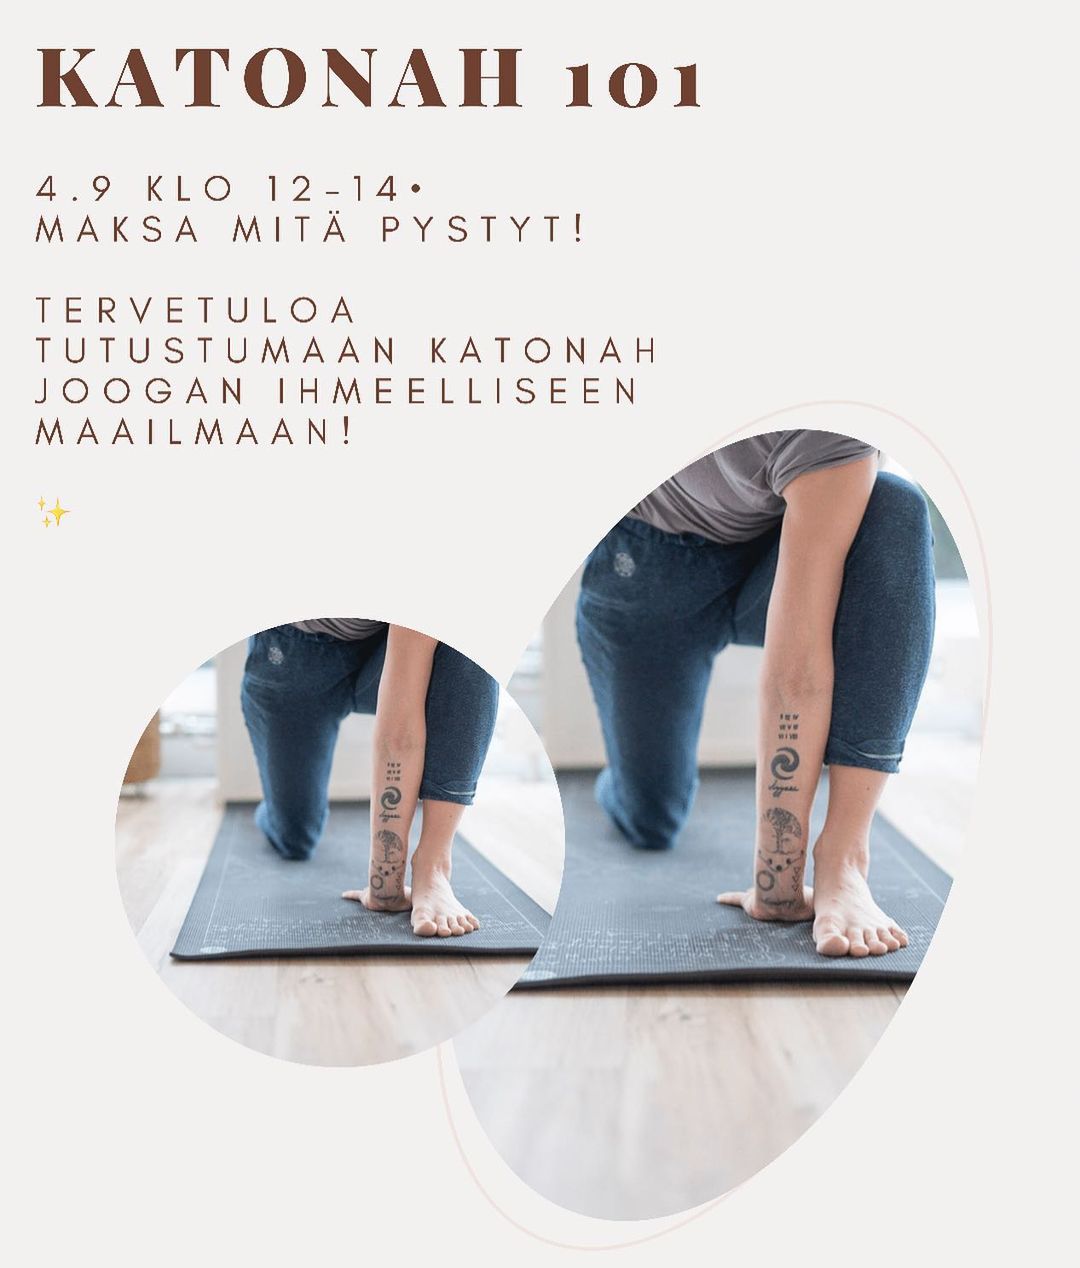 KATONAH 101
4.9 KLO 12-14•
MAKSA MITÄ PYSTYT!
TERVETULOA
TUTUSTUMAAN KATONAH
JOOGAN IHMEELLISEEN
MAAILMAAN!
✨